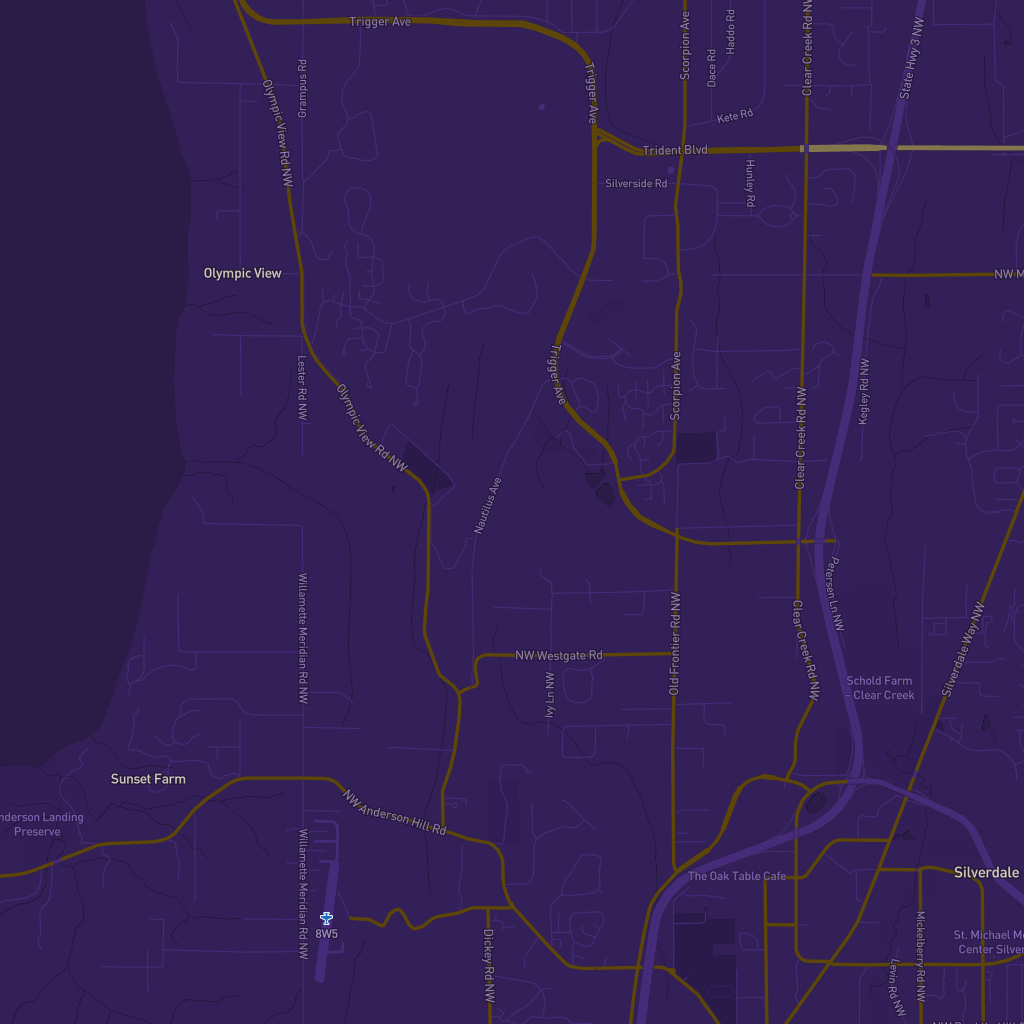 Trigger Ave
Scorpion Ave
Haddo Rd
Dace Rd
Clear Creek Rd NW
State Hwy 3 NW
Grampus Rd
Olympic View Rd NW
Trigger Ave
Kete Rd
Trident Blvd
Silverside Rd
Hunley Rd
Olympic View
NW M
Lester Rd NW
Olympic View Rd NW
Trigger Ave
Scorpion Ave
Kegley Rd NW
Clear Creek Rd NW
Nautilus Ave
Willamette Meridian Rd NW
Petersen Ln NW
Old Frontier Rd NW
Clear Creek Rd NW
Silverdale Way NW
NW Westgate Rd
Ivy Ln NW
Schold Farm
- Clear Creek
Sunset Farm
NW Anderson Hill Rd
nderson Landing
Preserve
Willamette Meridian Rd NW
The Oak Table Cafe
Silverdale
8W5
Dickey Rd NW
Mickelberry Rd NW
Levin Rd NW
St. Michael Me
Center Silver